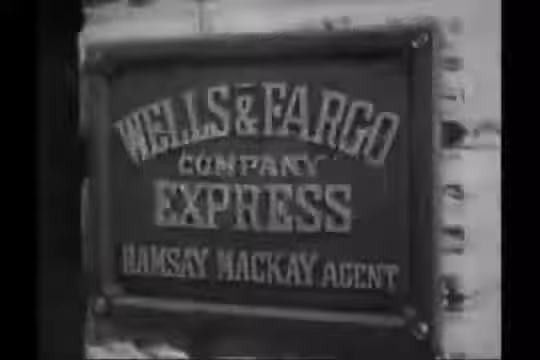 WELLS & FARGO
COMPANY
EXPRESS
RAMSAY MACKAY AGENT